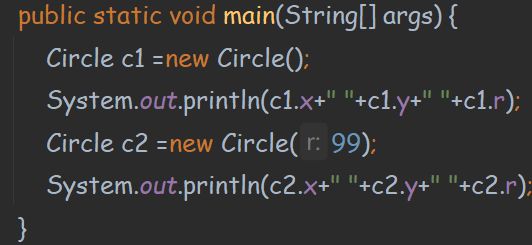 public static void main(String[] args) {
Circle c1 =new Circle();
System.out.println(c1.x+" "+c1.y+" "+c1.r);
Circle c2 =new Circle( r: 99);
System.out.println(c2.x+" "+c2.y+" "+c2.r);
}